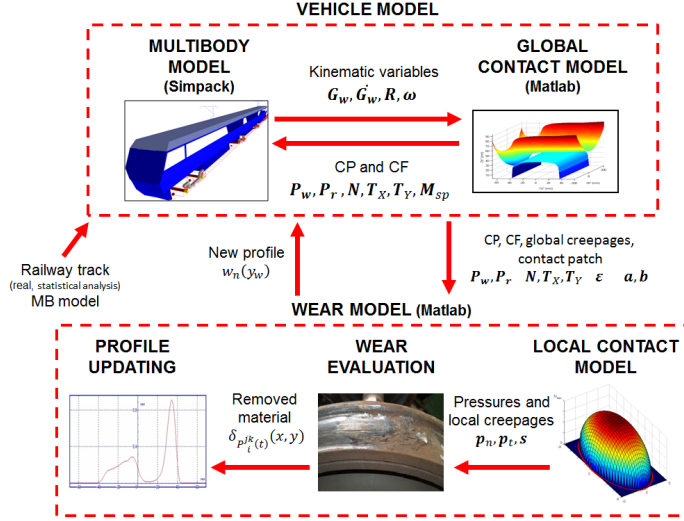 VEHICLE MODEL
MULTIBODY
MODEL
(Simpack)
Kinematic variables
G_w, Ġ_w, R, ω
GLOBAL
CONTACT MODEL
(Matlab)
CP and CF
P_w, P_r, N, T_X, T_Y, M_sp
Railway track
(real, statistical analysis)
MB model
New profile
w_n(y_w)
CP, CF, global creepages,
contact patch
P_w, P_r N, T_X, T_Y ε a, b
WEAR MODEL (Matlab)
PROFILE
UPDATING
WEAR
EVALUATION
LOCAL CONTACT
MODEL
Removed
material
δ_{P_i^{jk}(t)}(x, y)
Pressures and
local creepages
p_n, p_t, s